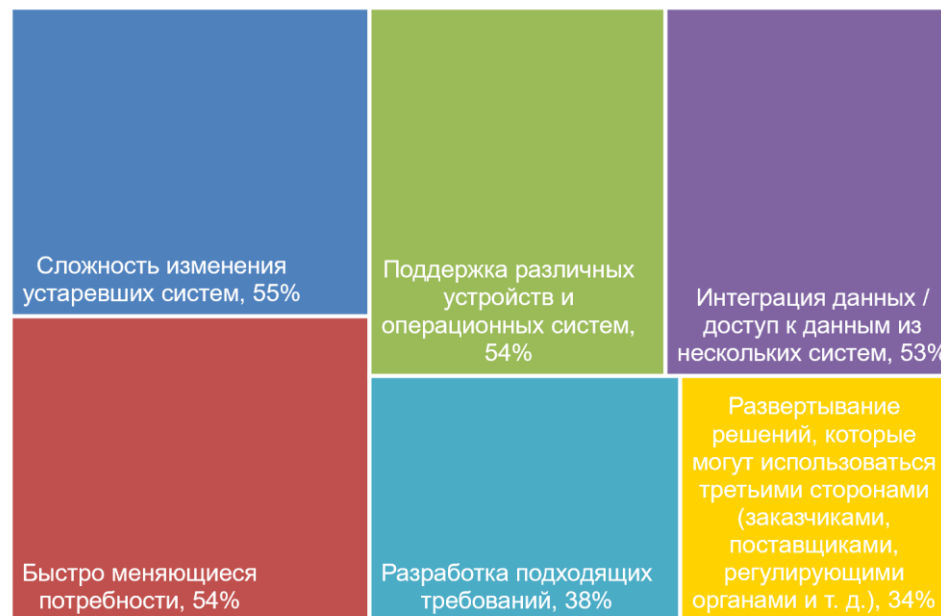 Сложность изменения
устаревших систем, 55%
Поддержка различных
устройств и
операционных систем,
54%
Интеграция данных /
доступ к данным из
нескольких систем, 53%
Быстро меняющиеся
потребности, 54%
Разработка подходящих
требований, 38%
Развертывание
решений, которые
могут использоваться
третьими сторонами
(заказчиками,
поставщиками,
регулирующими
органами и т. д.), 34%